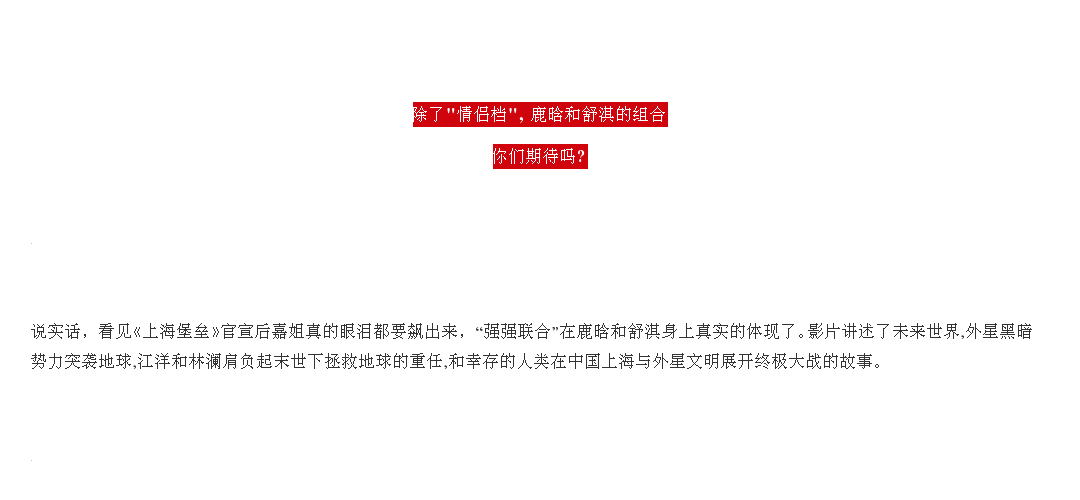 除了"情侣档", 鹿晗和舒淇的组合
你们期待吗?
说实话，看见《上海堡垒》官宣后嘉姐真的眼泪都要飙出来，“强强联合”在鹿晗和舒淇身上真实的体现了。影片讲述了未来世界,外星黑暗
势力突袭地球,江洋和林澜肩负起末世下拯救地球的重任,和幸存的人类在中国上海与外星文明展开终极大战的故事。